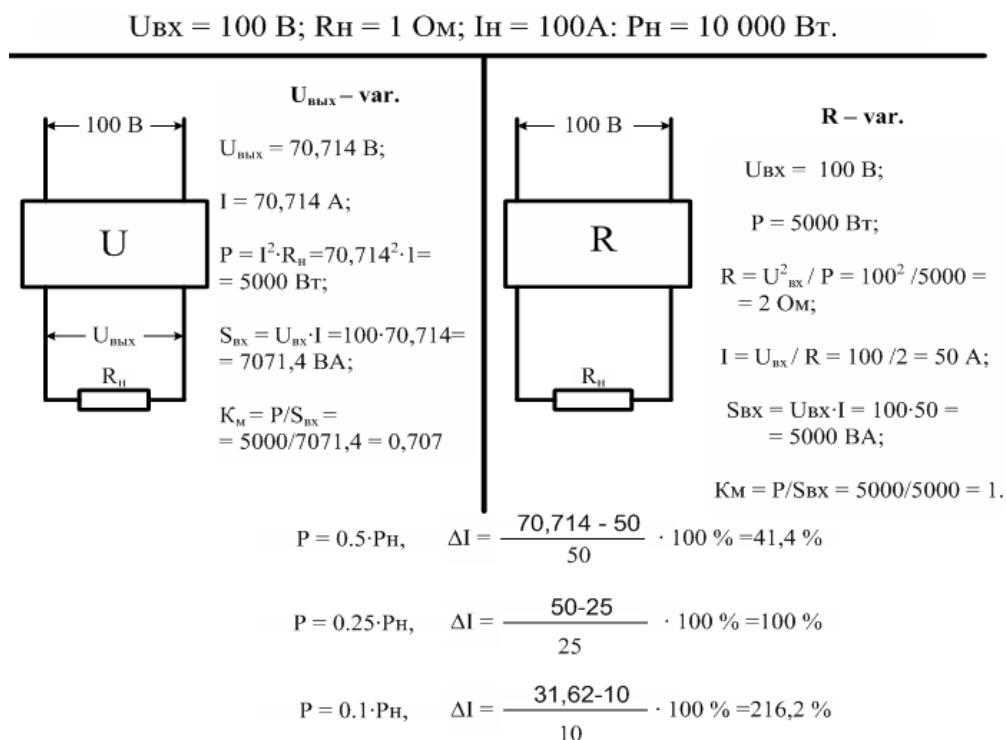 Uвх = 100 В; Rн = 1 Ом; Iн = 100А: Рн = 10 000 Вт.
Uвых – var.
100 В
Uвых = 70,714 В;
I = 70,714 А;
U
P = I²·Rн =70,714²·1=
= 5000 Вт;
Uвых
Sвх = Uвх·I =100·70,714=
= 7071,4 ВА;
Rн
Kм = P/Sвх =
= 5000/7071,4 = 0,707
R – var.
100 В
Uвх = 100 В;
P = 5000 Вт;
R
R = U²вх / P = 100² /5000 =
= 2 Ом;
I = Uвх / R = 100 /2 = 50 А;
Rн
Sвх = Uвх·I = 100·50 =
= 5000 ВА;
Kм = P/Sвх = 5000/5000 = 1.
P = 0.5·Рн, ΔI = 70,714 - 50 / 50 · 100 % =41,4 %
P = 0.25·Рн, ΔI = 50-25 / 25 · 100 % =100 %
P = 0.1·Рн, ΔI = 31,62-10 / 10 · 100 % =216,2 %